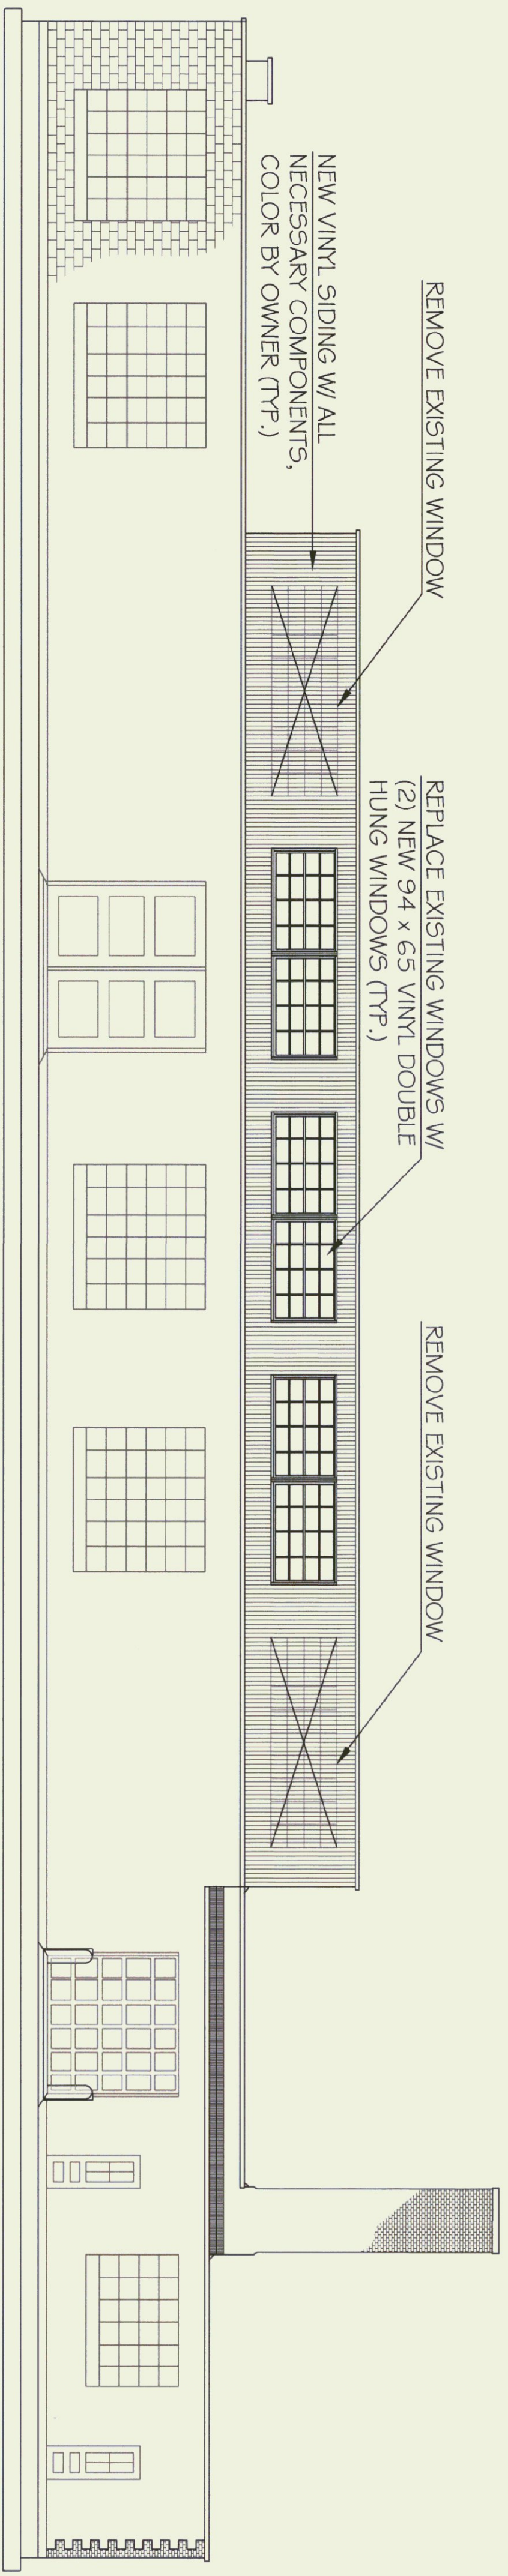 REMOVE EXISTING WINDOW
NEW VINYL SIDING W/ ALL
NECESSARY COMPONENTS,
COLOR BY OWNER (TYP.)
REPLACE EXISTING WINDOWS W/
(2) NEW 94 x 65 VINYL DOUBLE
HUNG WINDOWS (TYP.)
REMOVE EXISTING WINDOW